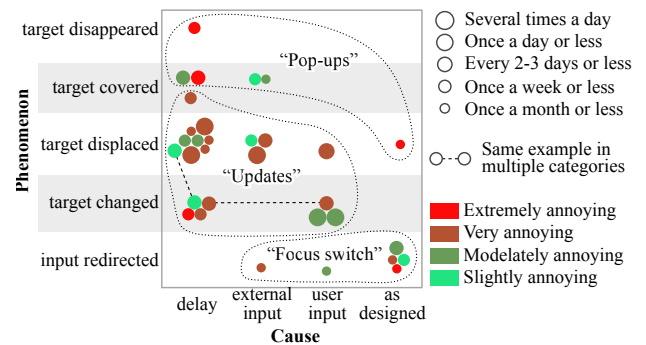 target disappeared
target covered
target displaced
target changed
input redirected
Phenomenon
“Pop-ups”
“Updates”
“Focus switch”
delay
external
input
user
input
as
designed
Cause
Several times a day
Once a day or less
Every 2-3 days or less
Once a week or less
Once a month or less
Same example in
multiple categories
Extremely annoying
Very annoying
Modelately annoying
Slightly annoying